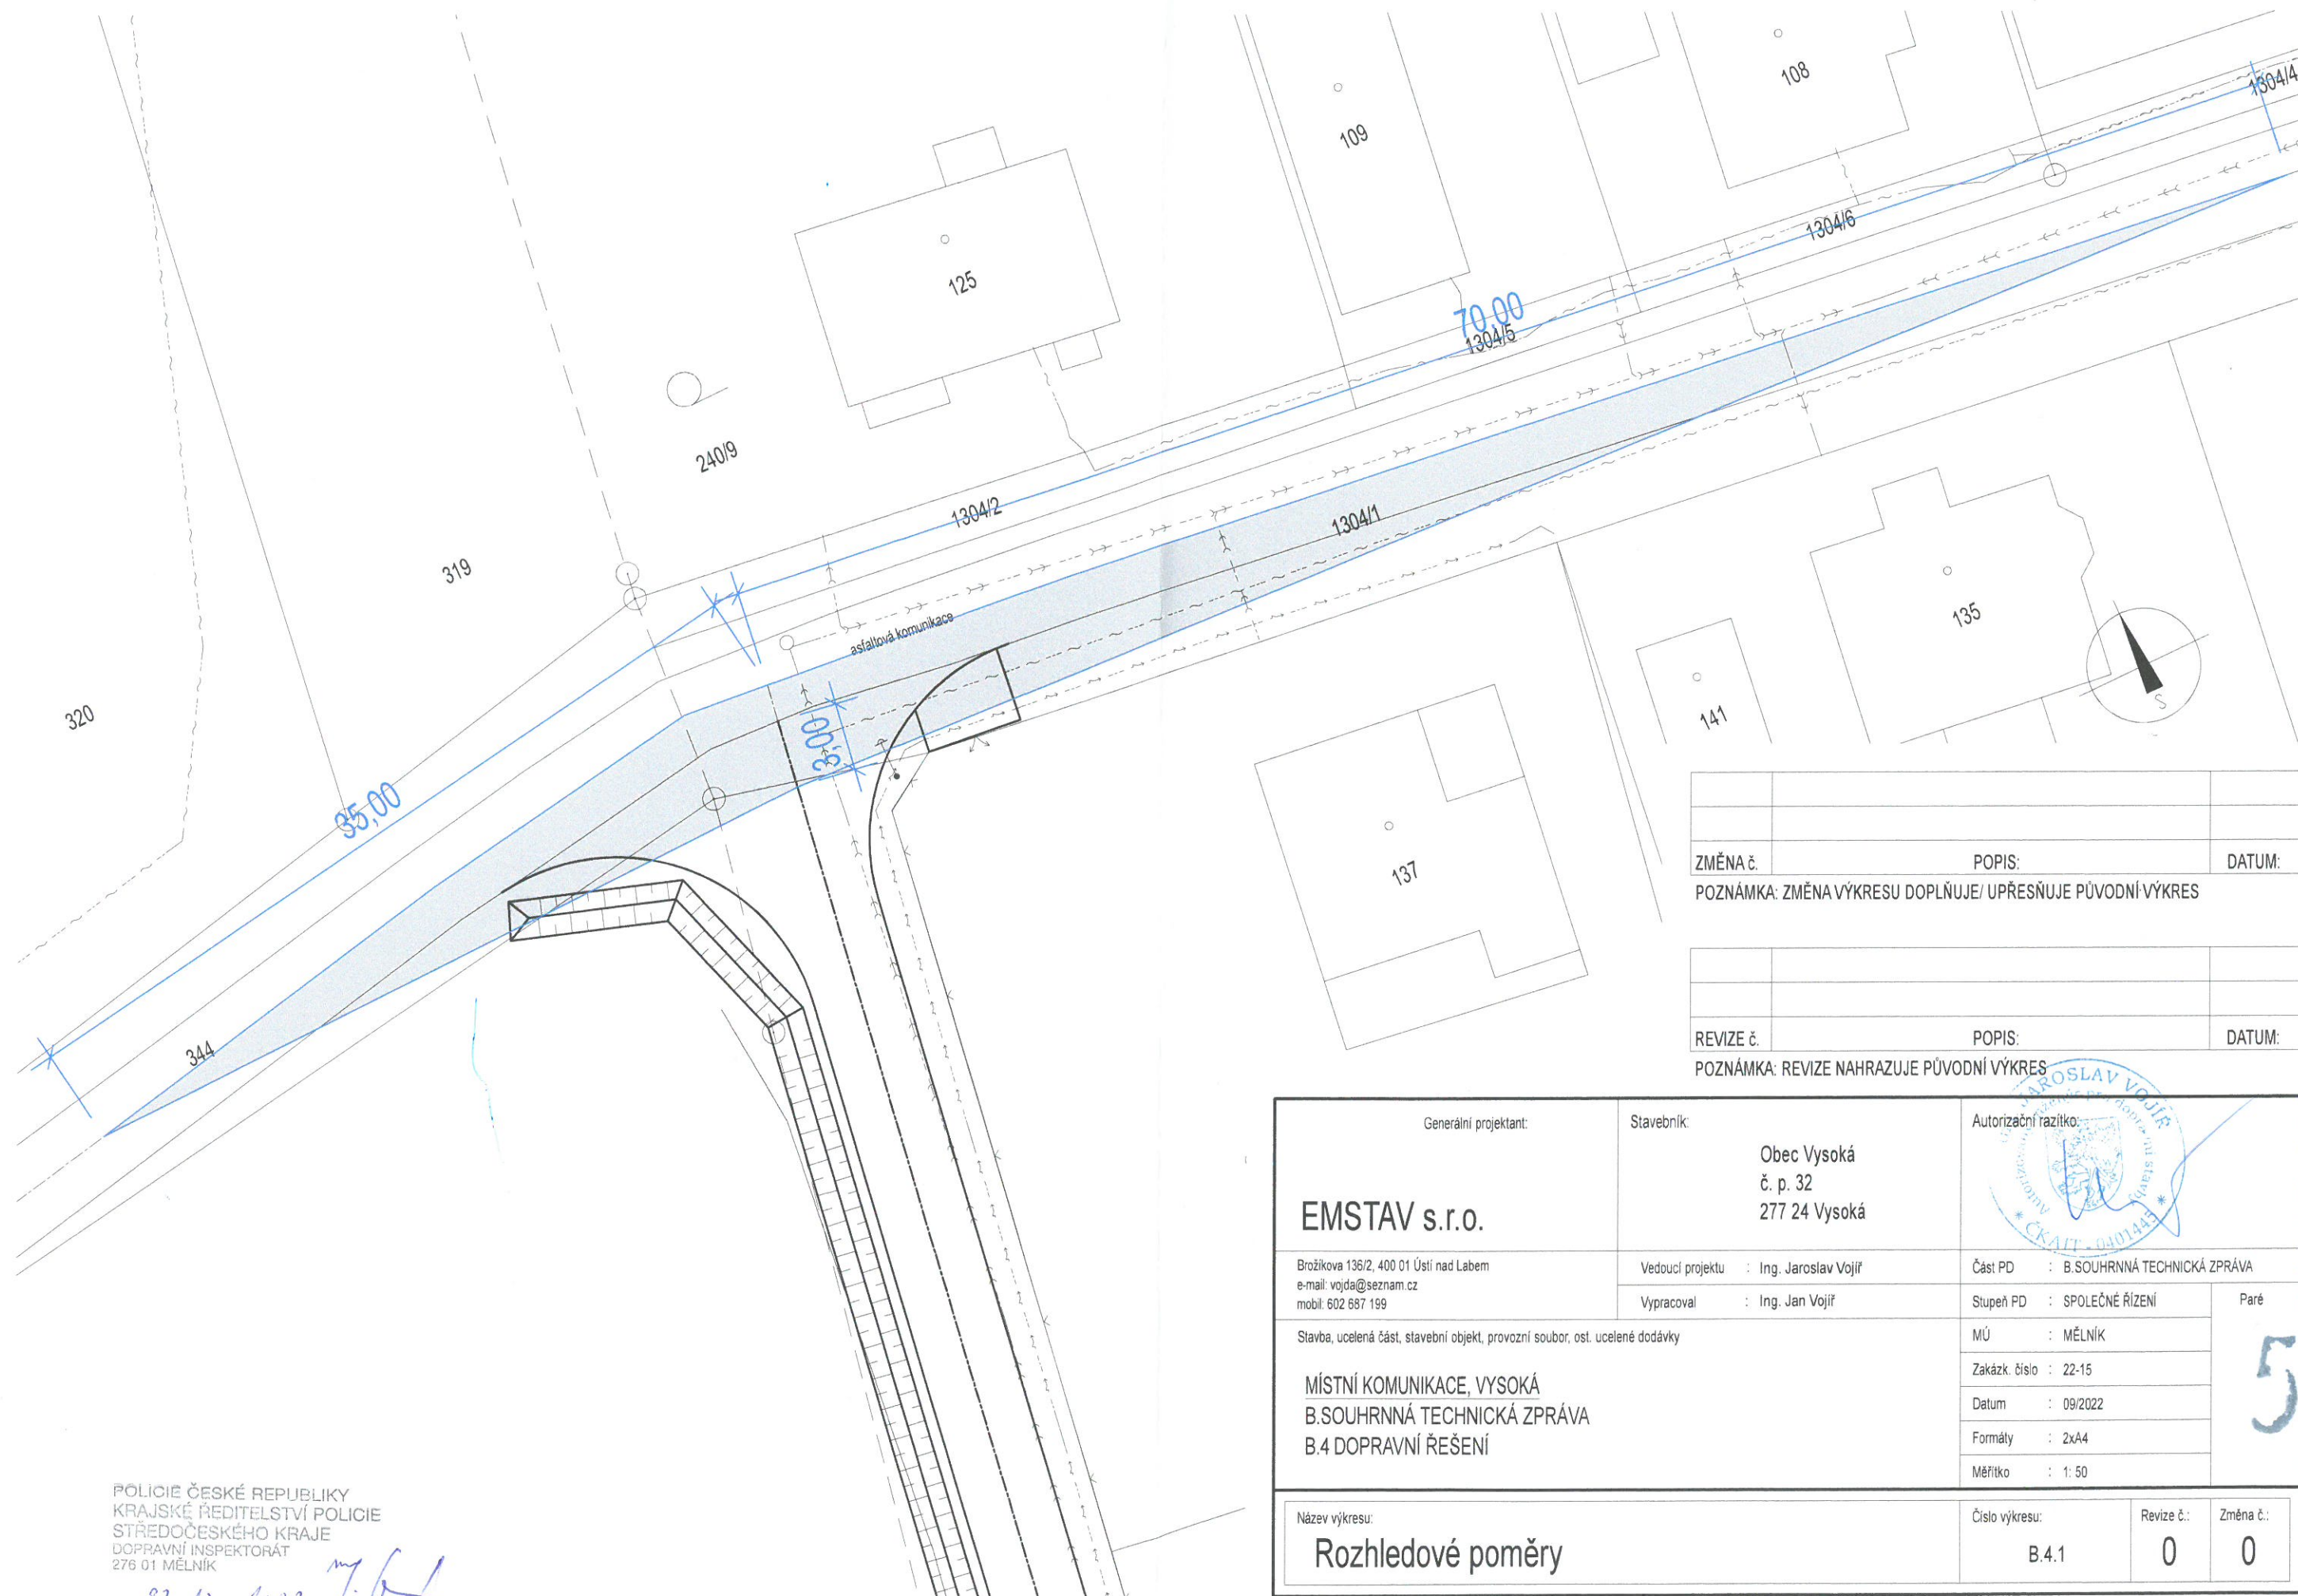 108
1304/4
109
1304/6
125
70,00
1304/5
240/9
1304/2
1304/1
319
asfaltová komunikace
135
320
3,00
141
S
35,00
137
344
ZMĚNA č. POPIS: DATUM:
POZNÁMKA: ZMĚNA VÝKRESU DOPLŇUJE/ UPŘESŇUJE PŮVODNÍ VÝKRES
REVIZE č. POPIS: DATUM:
POZNÁMKA: REVIZE NAHRAZUJE PŮVODNÍ VÝKRES
Generální projektant:
EMSTAV s.r.o.
Stavebník:
Obec Vysoká
č. p. 32
277 24 Vysoká
Autorizační razítko:
JAROSLAV VOJÍŘ
* ČKAIT - 0401445 *
Brožíkova 136/2, 400 01 Ústí nad Labem
e-mail: vojda@seznam.cz
mobil: 602 687 199
Vedoucí projektu : Ing. Jaroslav Vojíř
Vypracoval : Ing. Jan Vojíř
Část PD : B.SOUHRNNÁ TECHNICKÁ ZPRÁVA
Stupeň PD : SPOLEČNÉ ŘÍZENÍ
Paré
5
MÚ : MĚLNÍK
Zakázk. číslo : 22-15
Datum : 09/2022
Formáty : 2xA4
Měřítko : 1: 50
Stavba, ucelená část, stavební objekt, provozní soubor, ost. ucelené dodávky
MÍSTNÍ KOMUNIKACE, VYSOKÁ
B.SOUHRNNÁ TECHNICKÁ ZPRÁVA
B.4 DOPRAVNÍ ŘEŠENÍ
Název výkresu:
Rozhledové poměry
Číslo výkresu:
B.4.1
Revize č.:
0
Změna č.:
0
POLICIE ČESKÉ REPUBLIKY
KRAJSKÉ ŘEDITELSTVÍ POLICIE
STŘEDOČESKÉHO KRAJE
DOPRAVNÍ INSPEKTORÁT
276 01 MĚLNÍK